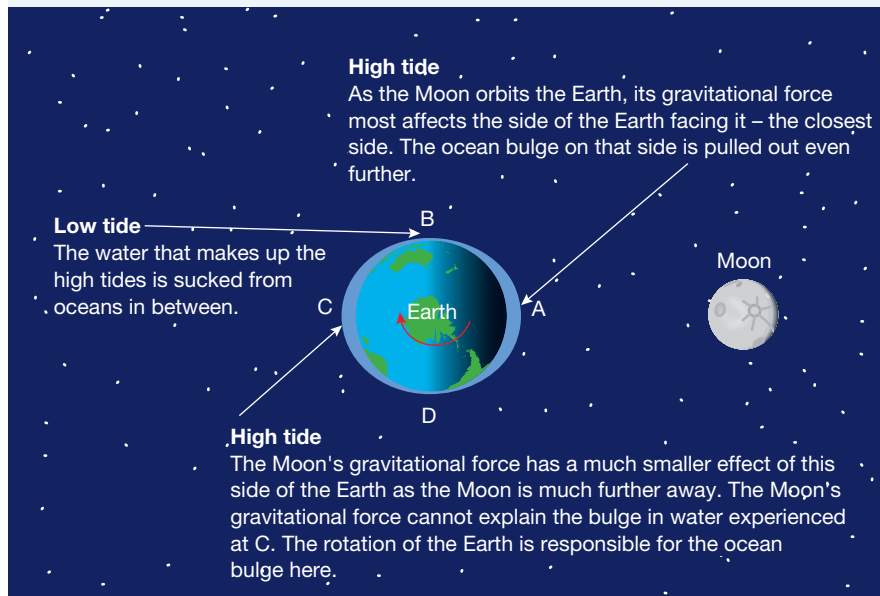 High tide
As the Moon orbits the Earth, its gravitational force
most affects the side of the Earth facing it – the closest
side. The ocean bulge on that side is pulled out even
further.
B
Low tide
The water that makes up the
high tides is sucked from
oceans in between.
Moon
C
Earth
A
D
High tide
The Moon's gravitational force has a much smaller effect of this
side of the Earth as the Moon is much further away. The Moon's
gravitational force cannot explain the bulge in water experienced
at C. The rotation of the Earth is responsible for the ocean
bulge here.